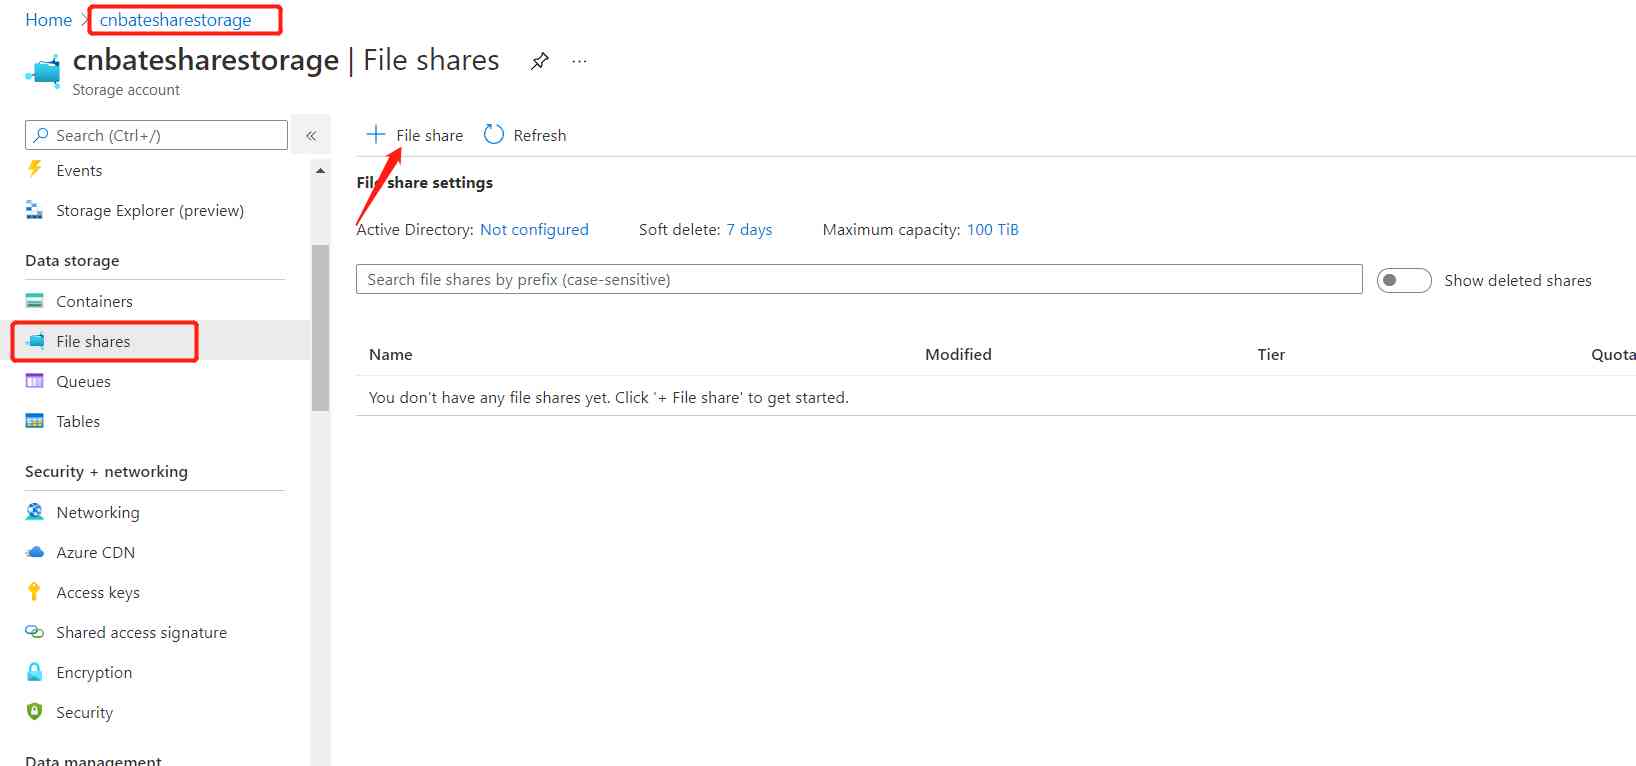 Home > cnbatesharestorage
cnbatesharestorage | File shares ...
Storage account
Search (Ctrl+/) «
Events
Storage Explorer (preview)
Data storage
Containers
File shares
Queues
Tables
Security + networking
Networking
Azure CDN
Access keys
Shared access signature
Encryption
Security
Data management
+ File share Refresh
File share settings
Active Directory: Not configured Soft delete: 7 days Maximum capacity: 100 TiB
Search file shares by prefix (case-sensitive) Show deleted shares
Name Modified Tier Quota
You don't have any file shares yet. Click '+ File share' to get started.